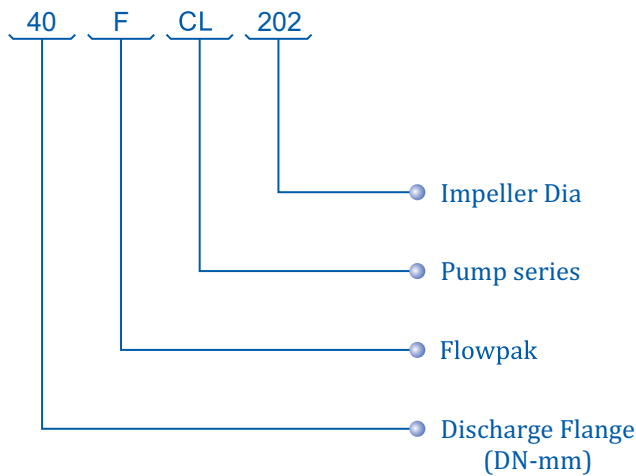 40 F CL 202
Impeller Dia
Pump series
Flowpak
Discharge Flange
(DN-mm)